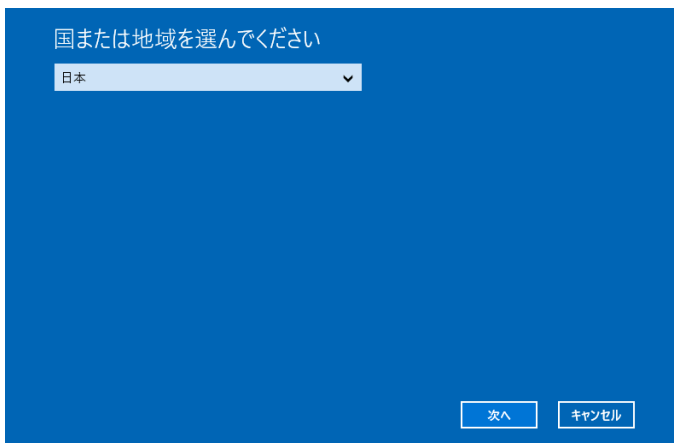 国または地域を選んでください
日本
次へ
キャンセル